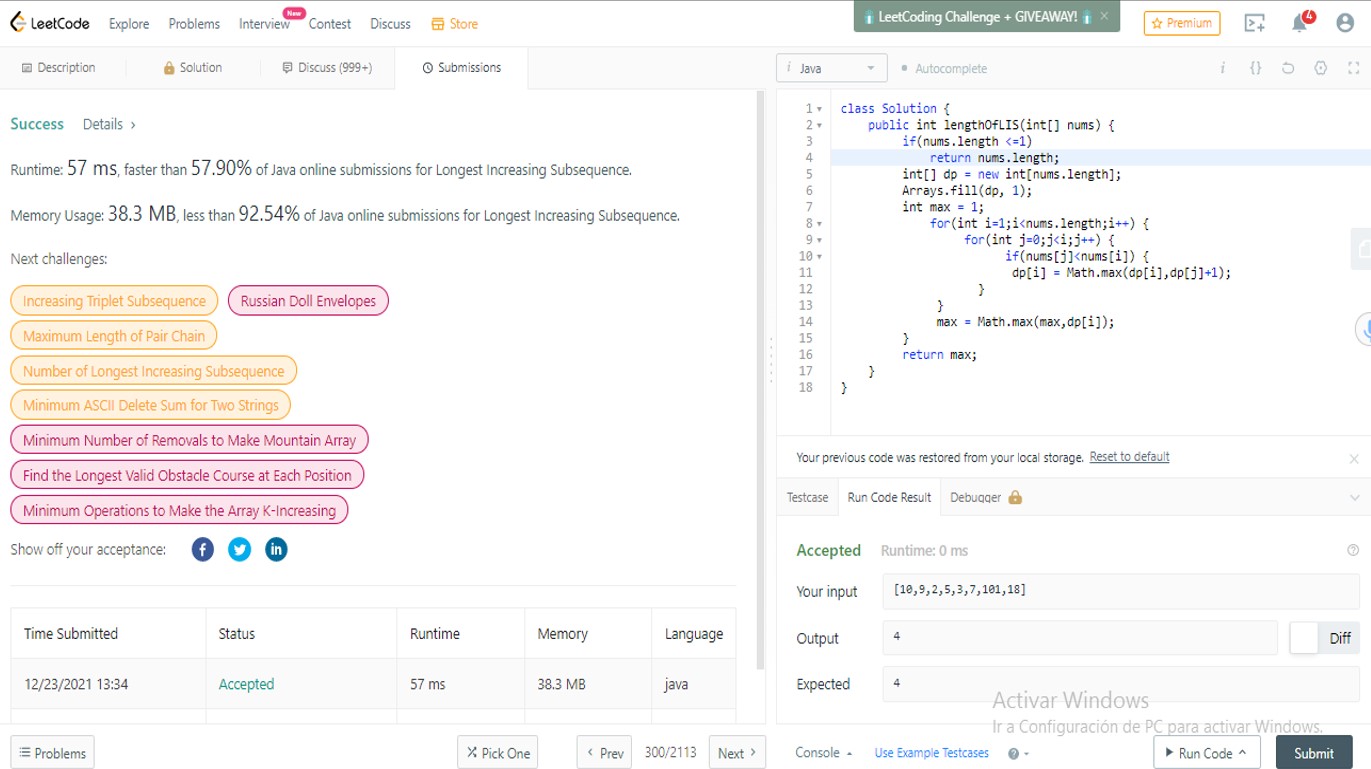 LeetCode Explore Problems Interview New Contest Discuss Store LeetCoding Challenge + GIVEAWAY! × Premium 4
Description Solution Discuss (999+) Submissions
Success Details ›
Runtime: 57 ms, faster than 57.90% of Java online submissions for Longest Increasing Subsequence.
Memory Usage: 38.3 MB, less than 92.54% of Java online submissions for Longest Increasing Subsequence.
Next challenges:
Increasing Triplet Subsequence Russian Doll Envelopes
Maximum Length of Pair Chain
Number of Longest Increasing Subsequence
Minimum ASCII Delete Sum for Two Strings
Minimum Number of Removals to Make Mountain Array
Find the Longest Valid Obstacle Course at Each Position
Minimum Operations to Make the Array K-Increasing
Show off your acceptance:
Time Submitted Status Runtime Memory Language
12/23/2021 13:34 Accepted 57 ms 38.3 MB java
Problems Pick One ‹ Prev 300/2113 Next ›
i Java Autocomplete i {}
1 class Solution {
2 public int lengthOfLIS(int[] nums) {
3 if(nums.length <=1)
4 return nums.length;
5 int[] dp = new int[nums.length];
6 Arrays.fill(dp, 1);
7 int max = 1;
8 for(int i=1;i<nums.length;i++) {
9 for(int j=0;j<i;j++) {
10 if(nums[j]<nums[i]) {
11 dp[i] = Math.max(dp[i],dp[j]+1);
12 }
13 }
14 max = Math.max(max,dp[i]);
15 }
16 return max;
17 }
18 }
Your previous code was restored from your local storage. Reset to default
Testcase Run Code Result Debugger
Accepted Runtime: 0 ms
Your input [10,9,2,5,3,7,101,18]
Output 4 Diff
Expected 4
Activar Windows
Ir a Configuración de PC para activar Windows.
Console Use Example Testcases Run Code Submit